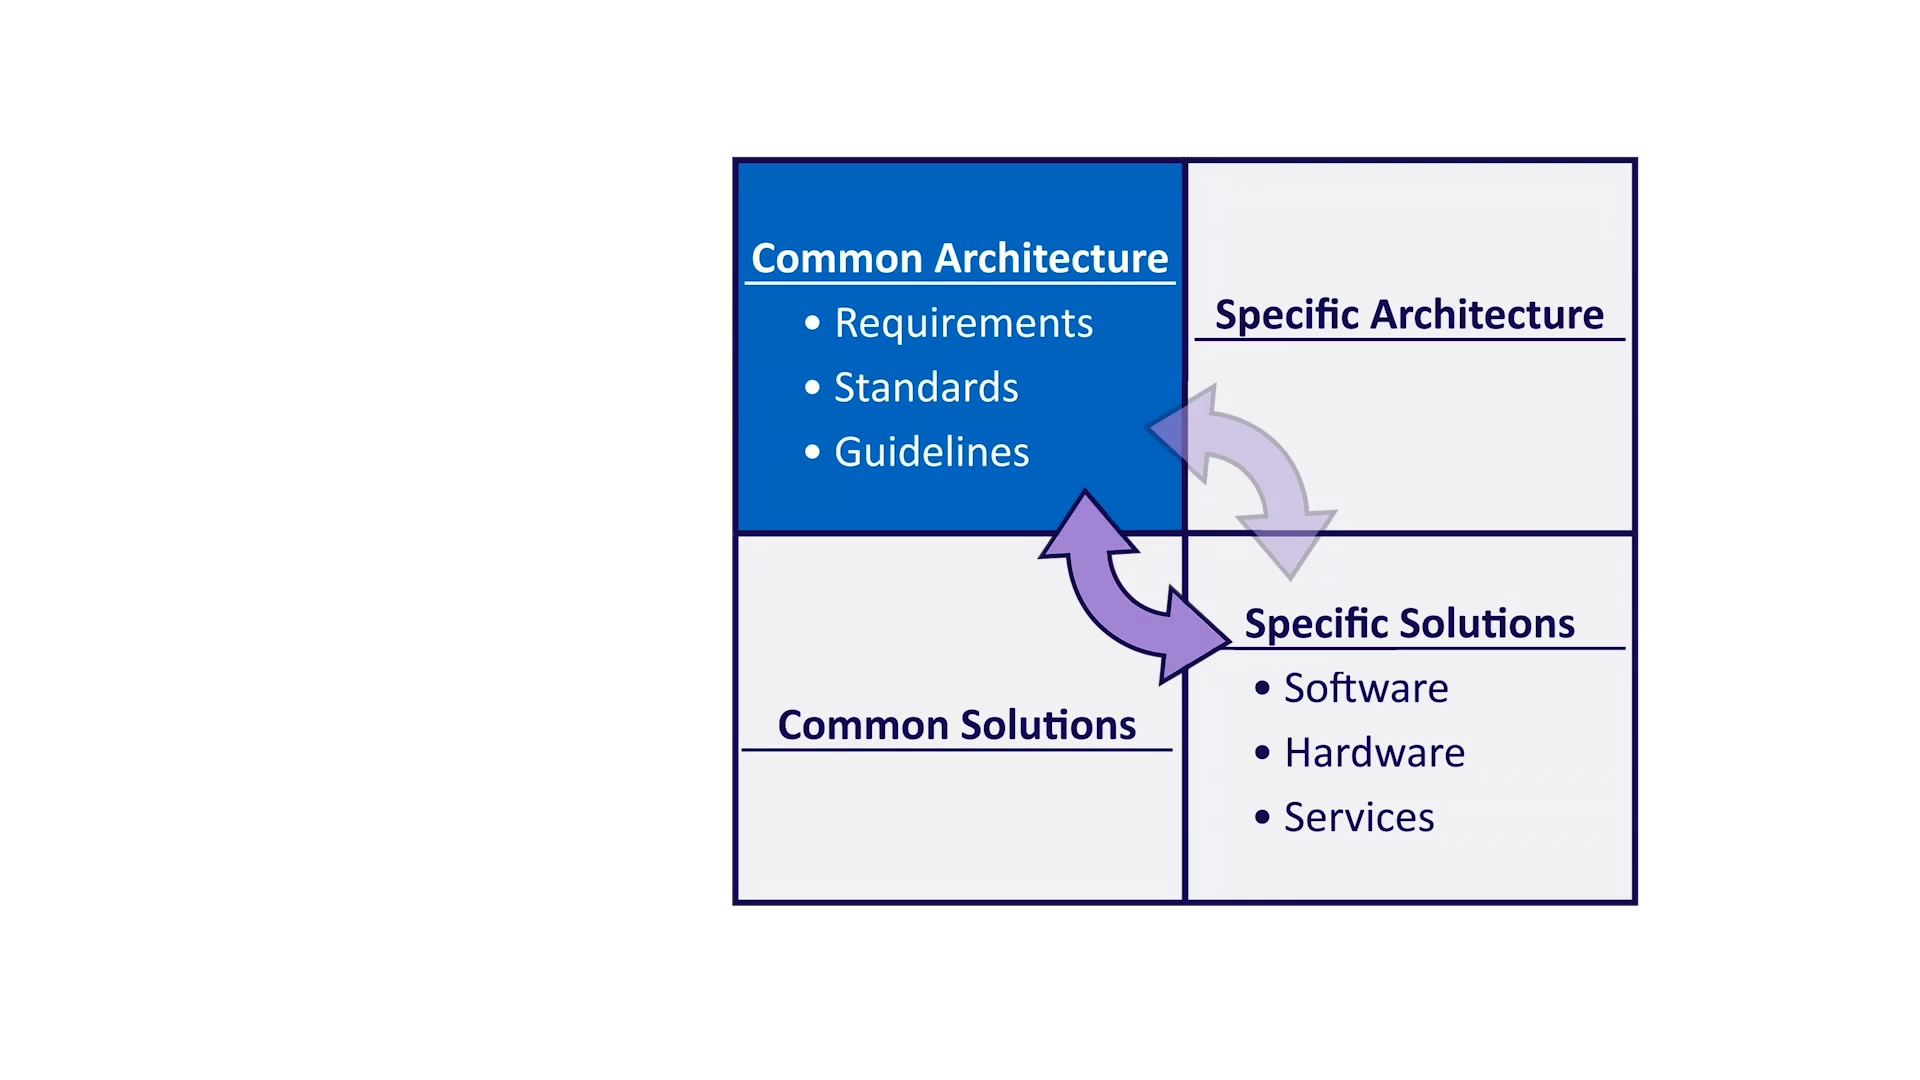 Common Architecture
• Requirements
• Standards
• Guidelines
Specific Architecture
Common Solutions
Specific Solutions
• Software
• Hardware
• Services